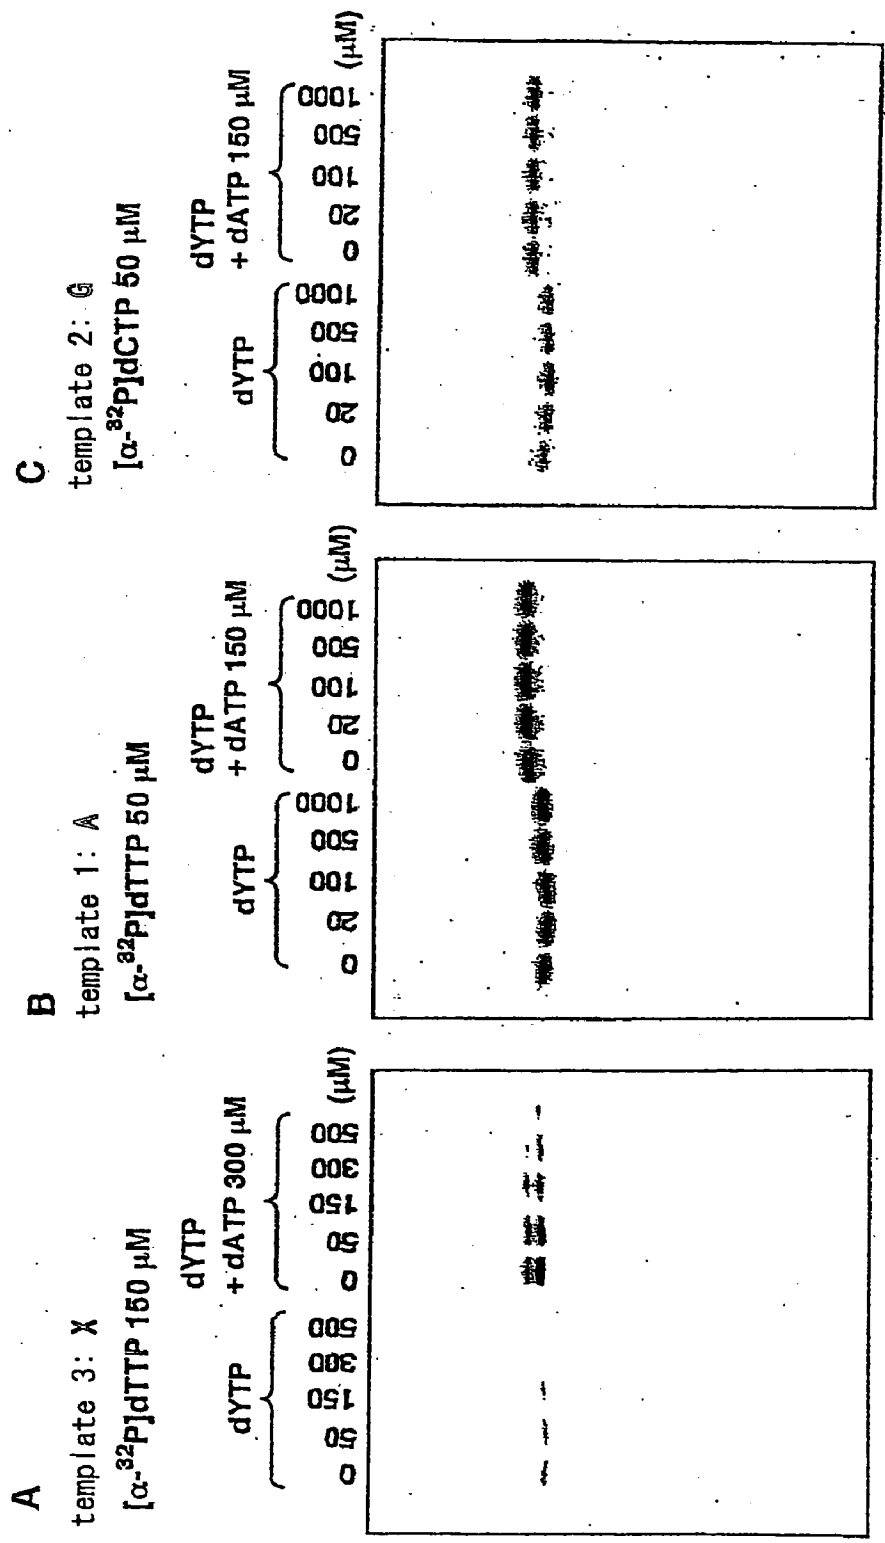 A
template 3: X
[α-³²P]dTTP 150 μM
dYTP
dYTP
+ dATP 300 μM
0 50 150 300 500 0 50 150 300 500 (μM)
B
template 1: A
[α-³²P]dTTP 50 μM
dYTP
dYTP
+ dATP 150 μM
0 20 100 500 1000 0 20 100 500 1000 (μM)
C
template 2: G
[α-³²P]dCTP 50 μM
dYTP
dYTP
+ dATP 150 μM
0 20 100 500 1000 0 20 100 500 1000 (μM)